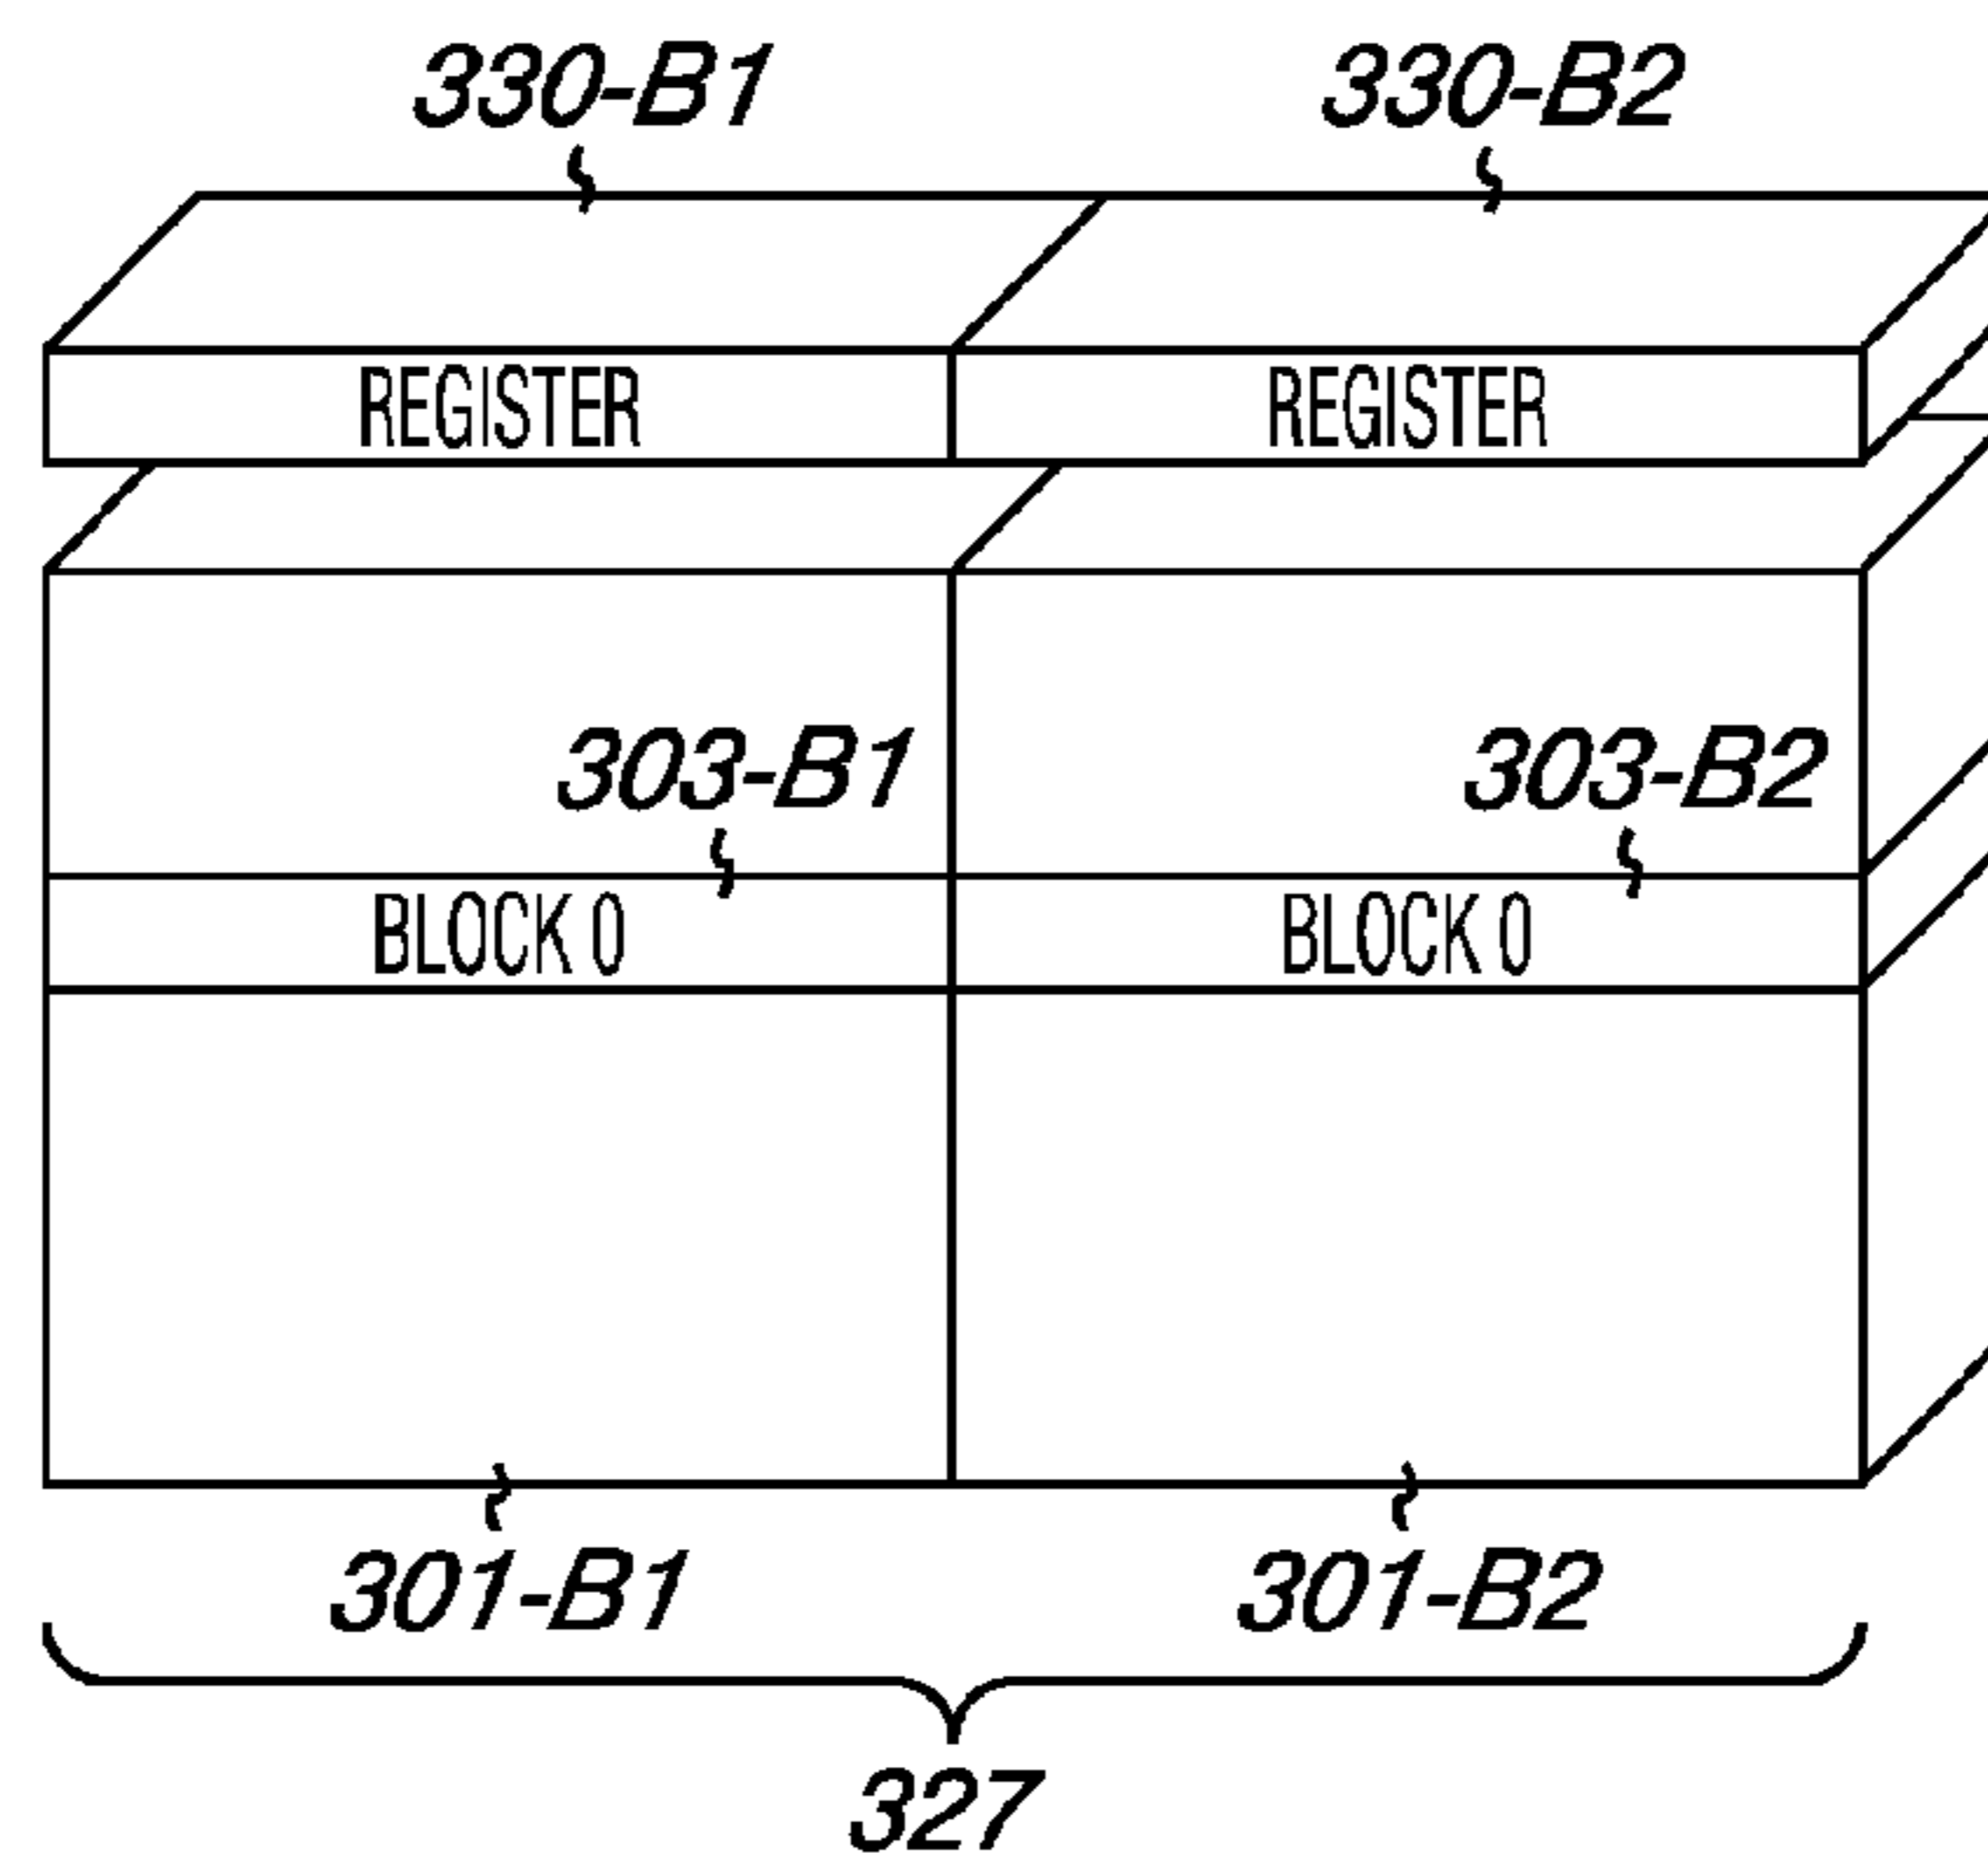 330-B1 330-B2
REGISTER REGISTER
303-B1 303-B2
BLOCK 0 BLOCK 0
301-B1 301-B2
327